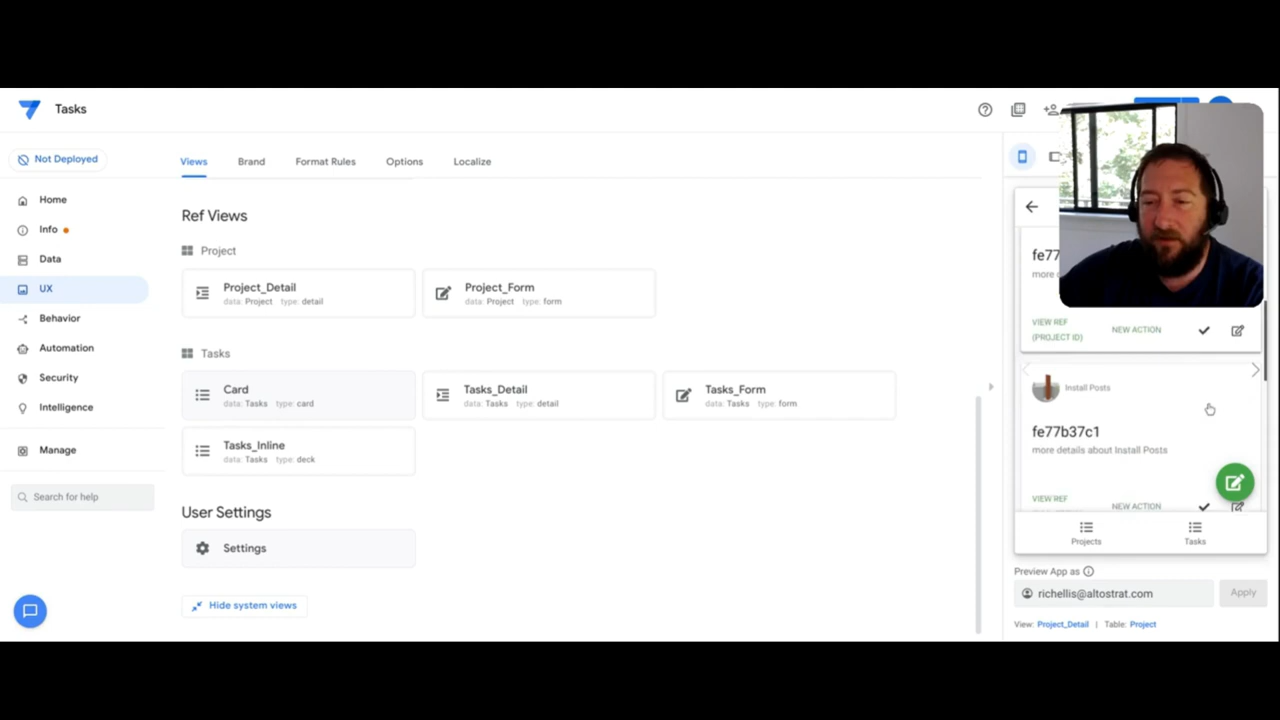 Tasks
Not Deployed
Views
Brand
Format Rules
Options
Localize
Home
Info
Data
UX
Behavior
Automation
Security
Intelligence
Manage
Search for help
Ref Views
Project
Project_Detail
data: Project type: detail
Project_Form
data: Project type: form
Tasks
Card
data: Tasks type: card
Tasks_Detail
data: Tasks type: detail
Tasks_Form
data: Tasks type: form
Tasks_Inline
data: Tasks type: deck
User Settings
Settings
Hide system views
fe77
more d
VIEW REF
(PROJECT ID)
NEW ACTION
Install Posts
fe77b37c1
more details about Install Posts
VIEW REF
NEW ACTION
Projects
Tasks
Preview App as
richellis@altostrat.com
Apply
View: Project_Detail | Table: Project